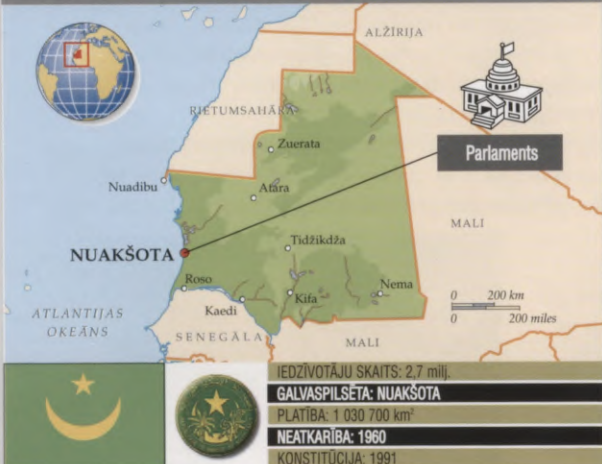 ALŽĪRIJA
RIETUMSAHĀRA
Zuerata
Parlaments
Nuadibu
Atāra
MALI
NUAKŠOTA
Tidžikdža
Roso
Kaedi
Kifa
Nema
0 200 km
0 200 miles
ATLANTIJAS
OKEĀNS
SENEGĀLA
MALI
IEDZĪVOTĀJU SKAITS: 2,7 milj.
GALVASPILSĒTA: NUAKŠOTA
PLATĪBA: 1 030 700 km²
NEATKARĪBA: 1960
KONSTITŪCIJA: 1991